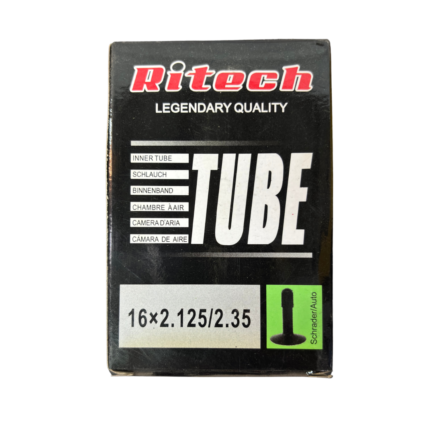 Ritech
LEGENDARY QUALITY
INNER TUBE
SCHLAUCH
BINNENBAND
CHAMBRE À AIR
CAMERA D'ARIA
CÁMARA DE AIRE
TUBE
16×2.125/2.35
Schrader/Auto